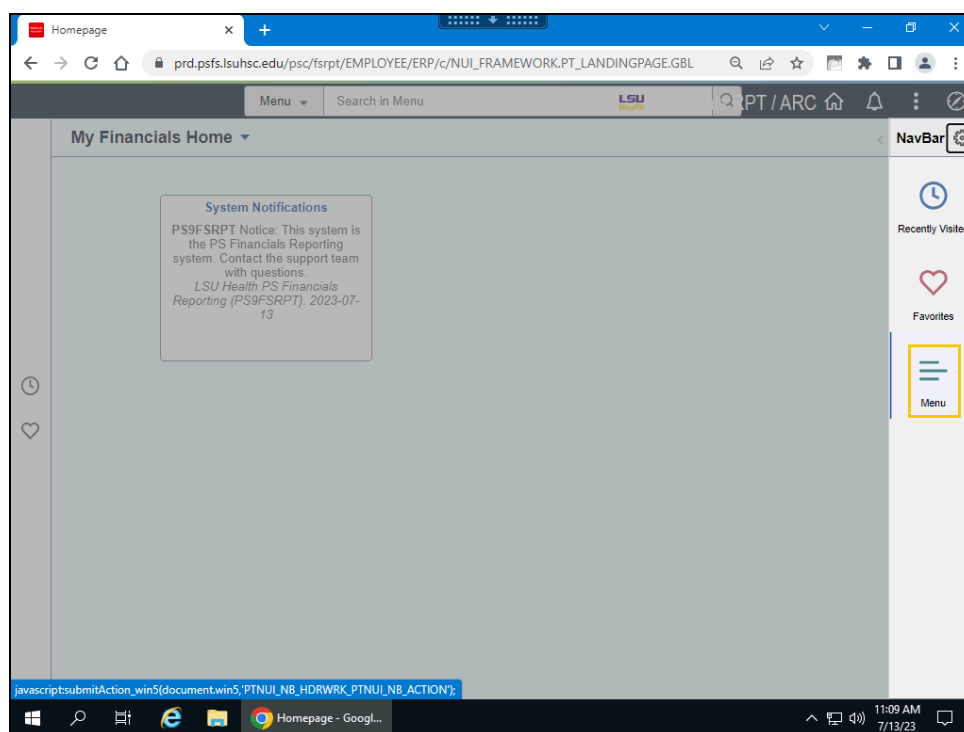 Homepage
prd.psfs.lsuhsc.edu/psc/fsrpt/EMPLOYEE/ERP/c/NUI_FRAMEWORK.PT_LANDINGPAGE.GBL
Menu
Search in Menu
LSU
Health
RPT / ARC
My Financials Home
NavBar
System Notifications
PS9FSRPT Notice: This system is
the PS Financials Reporting
system. Contact the support team
with questions.
LSU Health PS Financials
Reporting (PS9FSRPT). 2023-07-
13
Recently Visite
Favorites
Menu
javascript:submitAction_win5(document.win5,'PTNUI_NB_HDRWRK_PTNUI_NB_ACTION');
Homepage - Googl...
11:09 AM
7/13/23